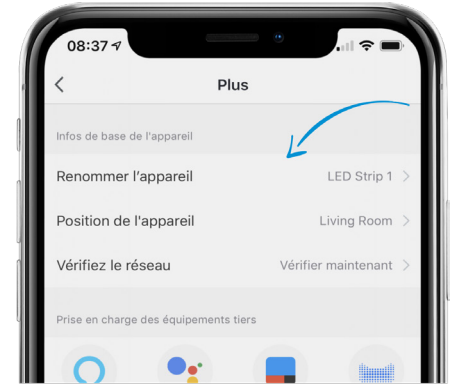 08:37
Plus
Infos de base de l'appareil
Renommer l'appareil LED Strip 1
Position de l'appareil Living Room
Vérifiez le réseau Vérifier maintenant
Prise en charge des équipements tiers